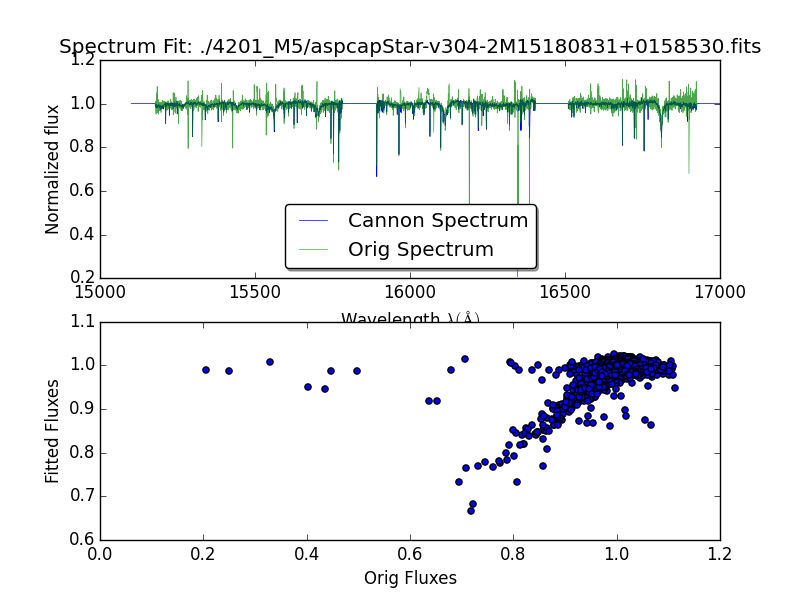 Spectrum Fit: ./4201_M5/aspcapStar-v304-2M15180831+0158530.fits
1.2
1.0
0.8
0.6
0.4
0.2
Normalized flux
Cannon Spectrum
Orig Spectrum
15000 15500 16000 16500 17000
Wavelength λ(Å)
1.1
1.0
0.9
0.8
0.7
0.6
Fitted Fluxes
0.0 0.2 0.4 0.6 0.8 1.0 1.2
Orig Fluxes